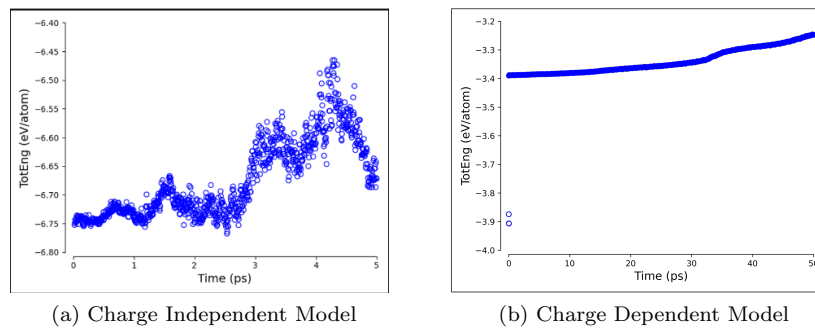 −6.40
−6.45
−6.50
−6.55
−6.60
−6.65
−6.70
−6.75
−6.80
TotEng (eV/atom)
0 1 2 3 4 5
Time (ps)
(a) Charge Independent Model
−3.2
−3.3
−3.4
−3.5
−3.6
−3.7
−3.8
−3.9
−4.0
TotEng (eV/atom)
0 10 20 30 40 50
Time (ps)
(b) Charge Dependent Model